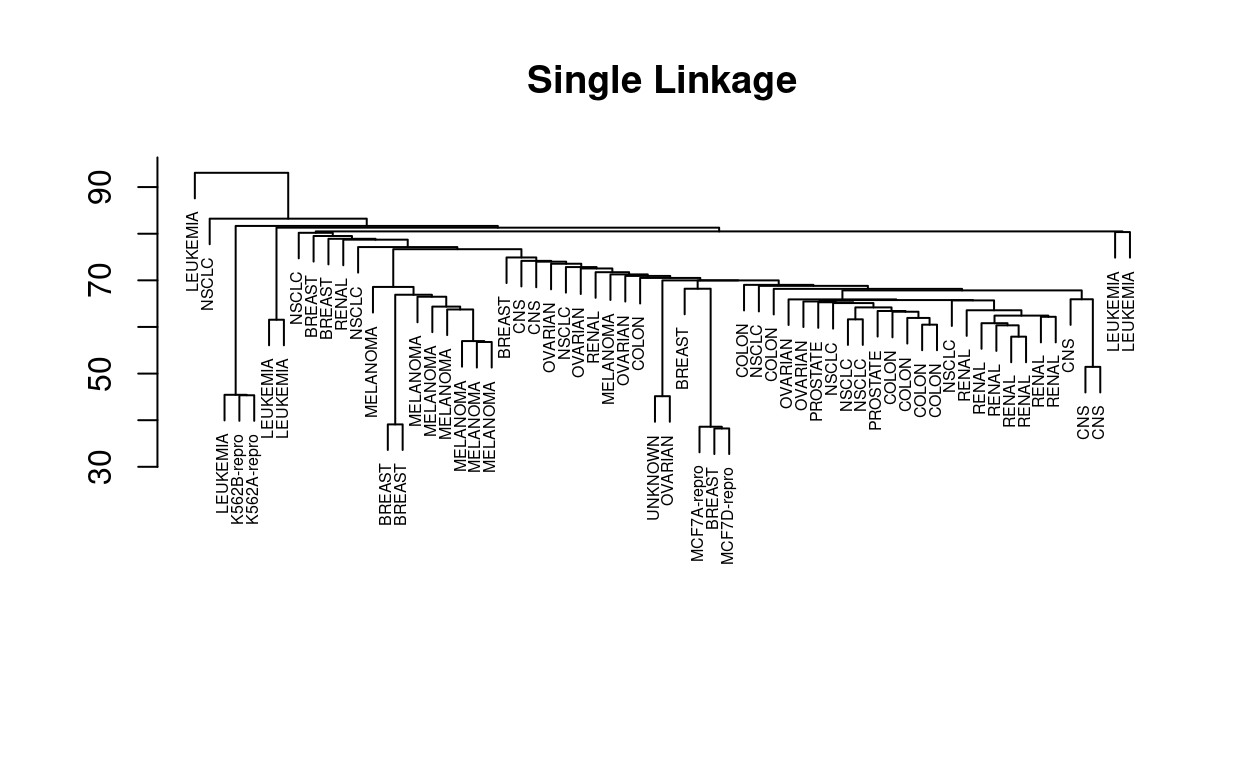 Single Linkage
90
70
50
30
LEUKEMIA
NSCLC
LEUKEMIA
K562B-repro
K562A-repro
LEUKEMIA
LEUKEMIA
NSCLC
BREAST
BREAST
RENAL
NSCLC
MELANOMA
BREAST
BREAST
MELANOMA
MELANOMA
MELANOMA
MELANOMA
MELANOMA
MELANOMA
BREAST
CNS
CNS
OVARIAN
NSCLC
OVARIAN
RENAL
MELANOMA
OVARIAN
COLON
UNKNOWN
OVARIAN
BREAST
MCF7A-repro
BREAST
MCF7D-repro
COLON
NSCLC
COLON
OVARIAN
OVARIAN
PROSTATE
NSCLC
NSCLC
NSCLC
PROSTATE
COLON
COLON
COLON
COLON
NSCLC
RENAL
RENAL
RENAL
RENAL
RENAL
RENAL
RENAL
CNS
CNS
CNS
LEUKEMIA
LEUKEMIA